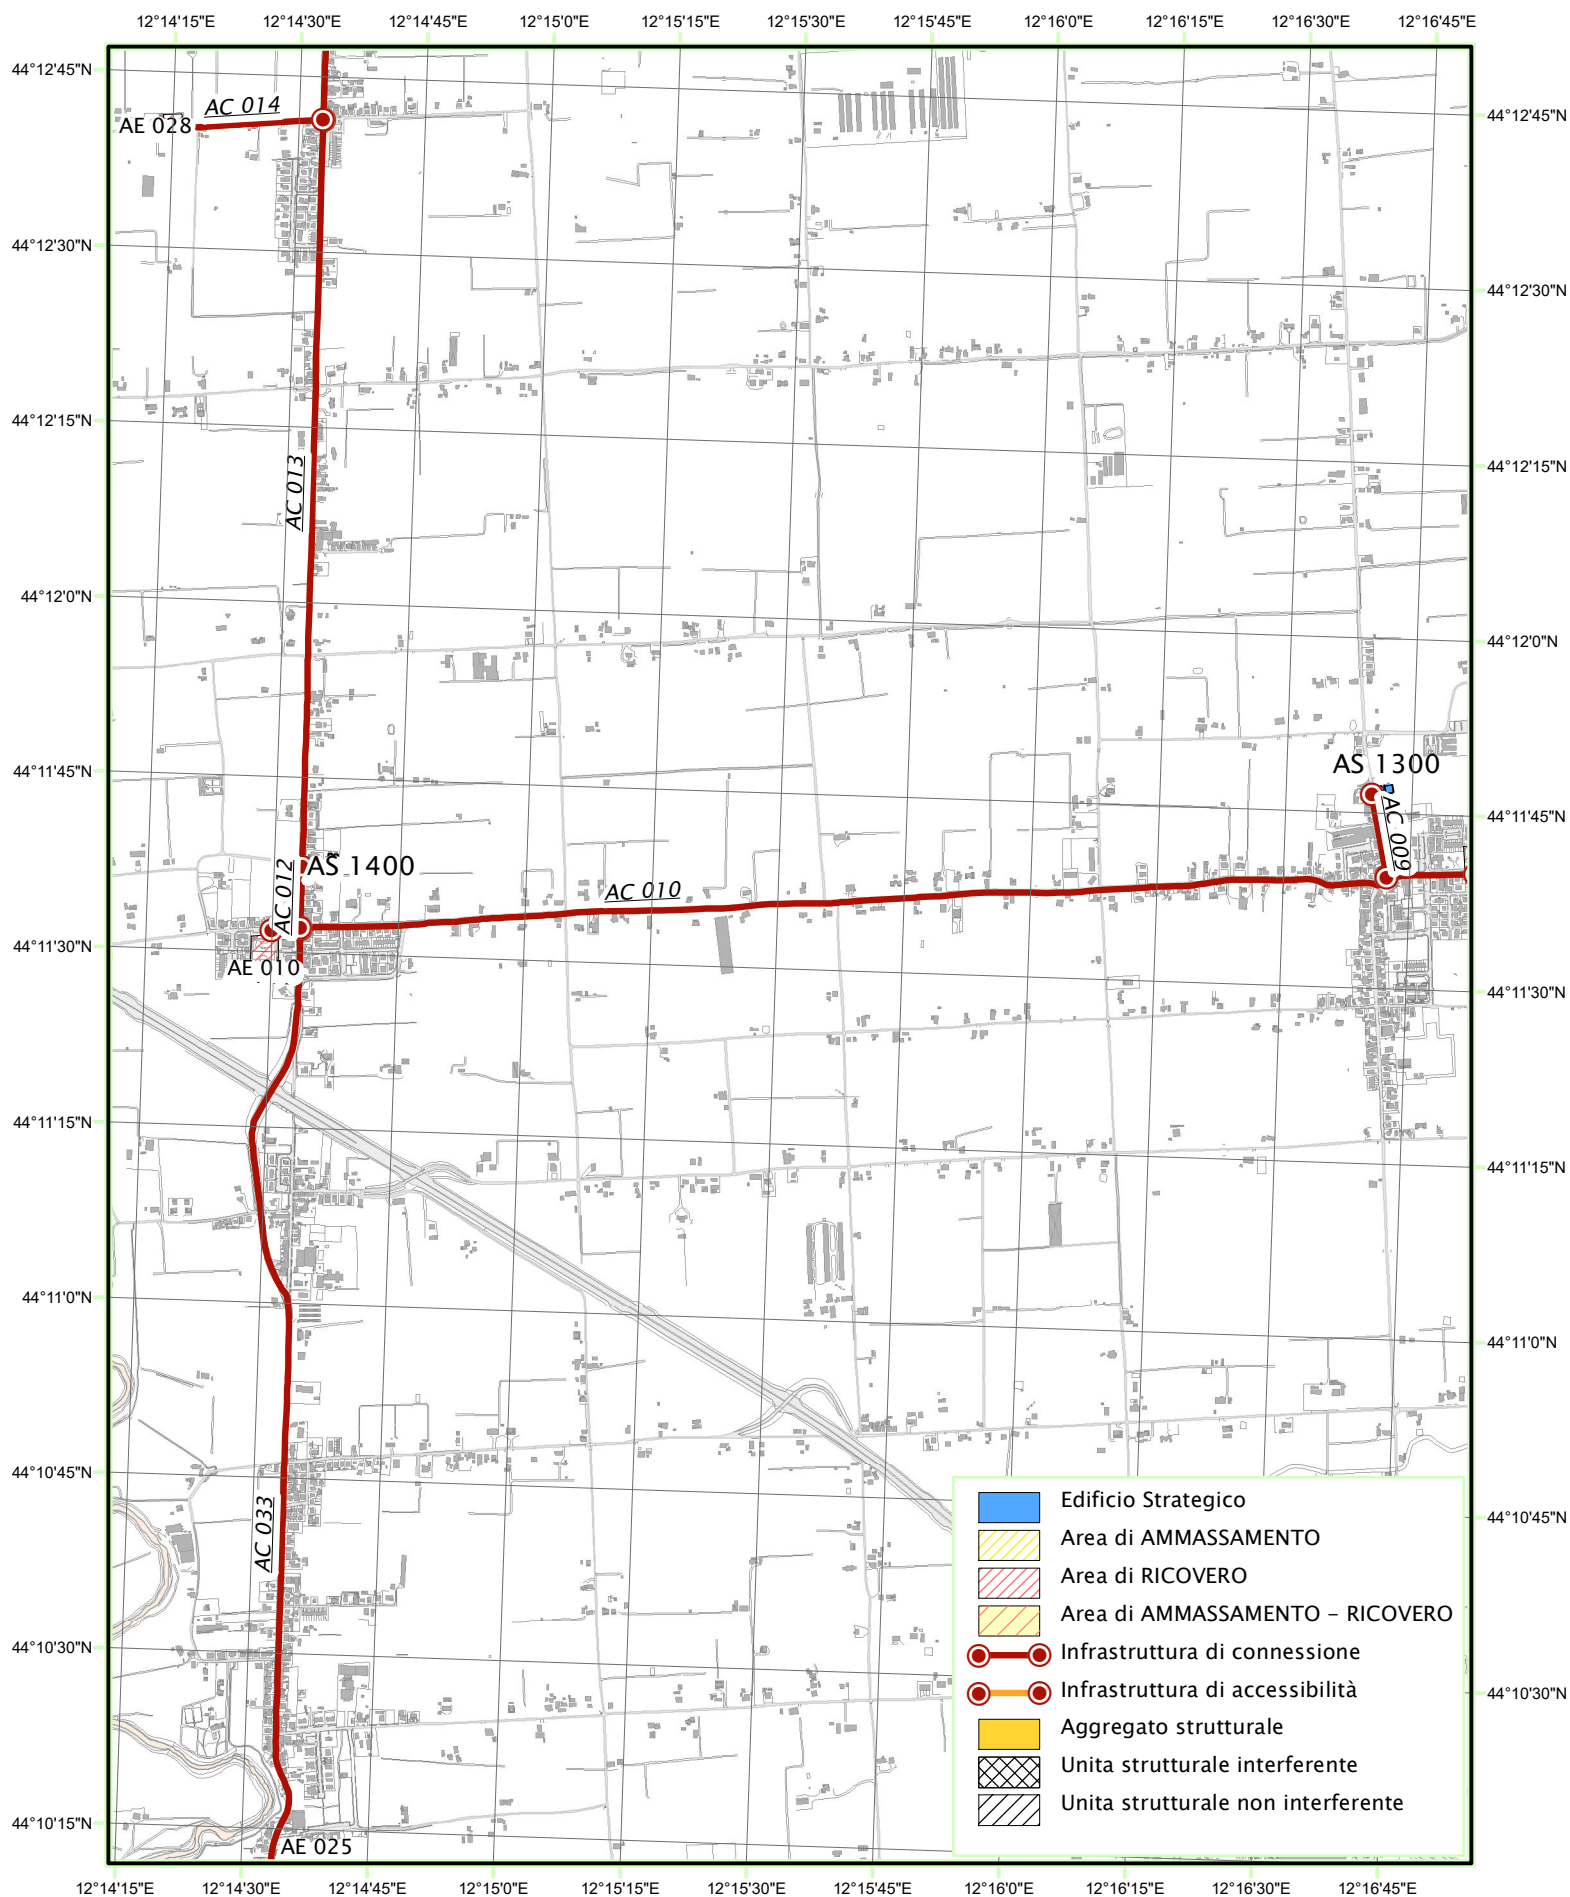 12°14'15"E 12°14'30"E 12°14'45"E 12°15'0"E 12°15'15"E 12°15'30"E 12°15'45"E 12°16'0"E 12°16'15"E 12°16'30"E 12°16'45"E
44°12'45"N
AC 014
44°12'45"N
AE 028
44°12'30"N
44°12'30"N
44°12'15"N
44°12'15"N
AC 013
44°12'0"N
44°12'0"N
44°11'45"N
AS 1300
44°11'45"N
AC 009
AS 1400
AC 012
AC 010
44°11'30"N
AE 010
44°11'30"N
44°11'15"N
44°11'15"N
44°11'0"N
44°11'0"N
44°10'45"N
AC 033
44°10'45"N
Edificio Strategico
Area di AMMASSAMENTO
Area di RICOVERO
Area di AMMASSAMENTO - RICOVERO
Infrastruttura di connessione
Infrastruttura di accessibilità
Aggregato strutturale
Unita strutturale interferente
Unita strutturale non interferente
44°10'30"N
44°10'30"N
44°10'15"N
AE 025
12°14'15"E 12°14'30"E 12°14'45"E 12°15'0"E 12°15'15"E 12°15'30"E 12°15'45"E 12°16'0"E 12°16'15"E 12°16'30"E 12°16'45"E